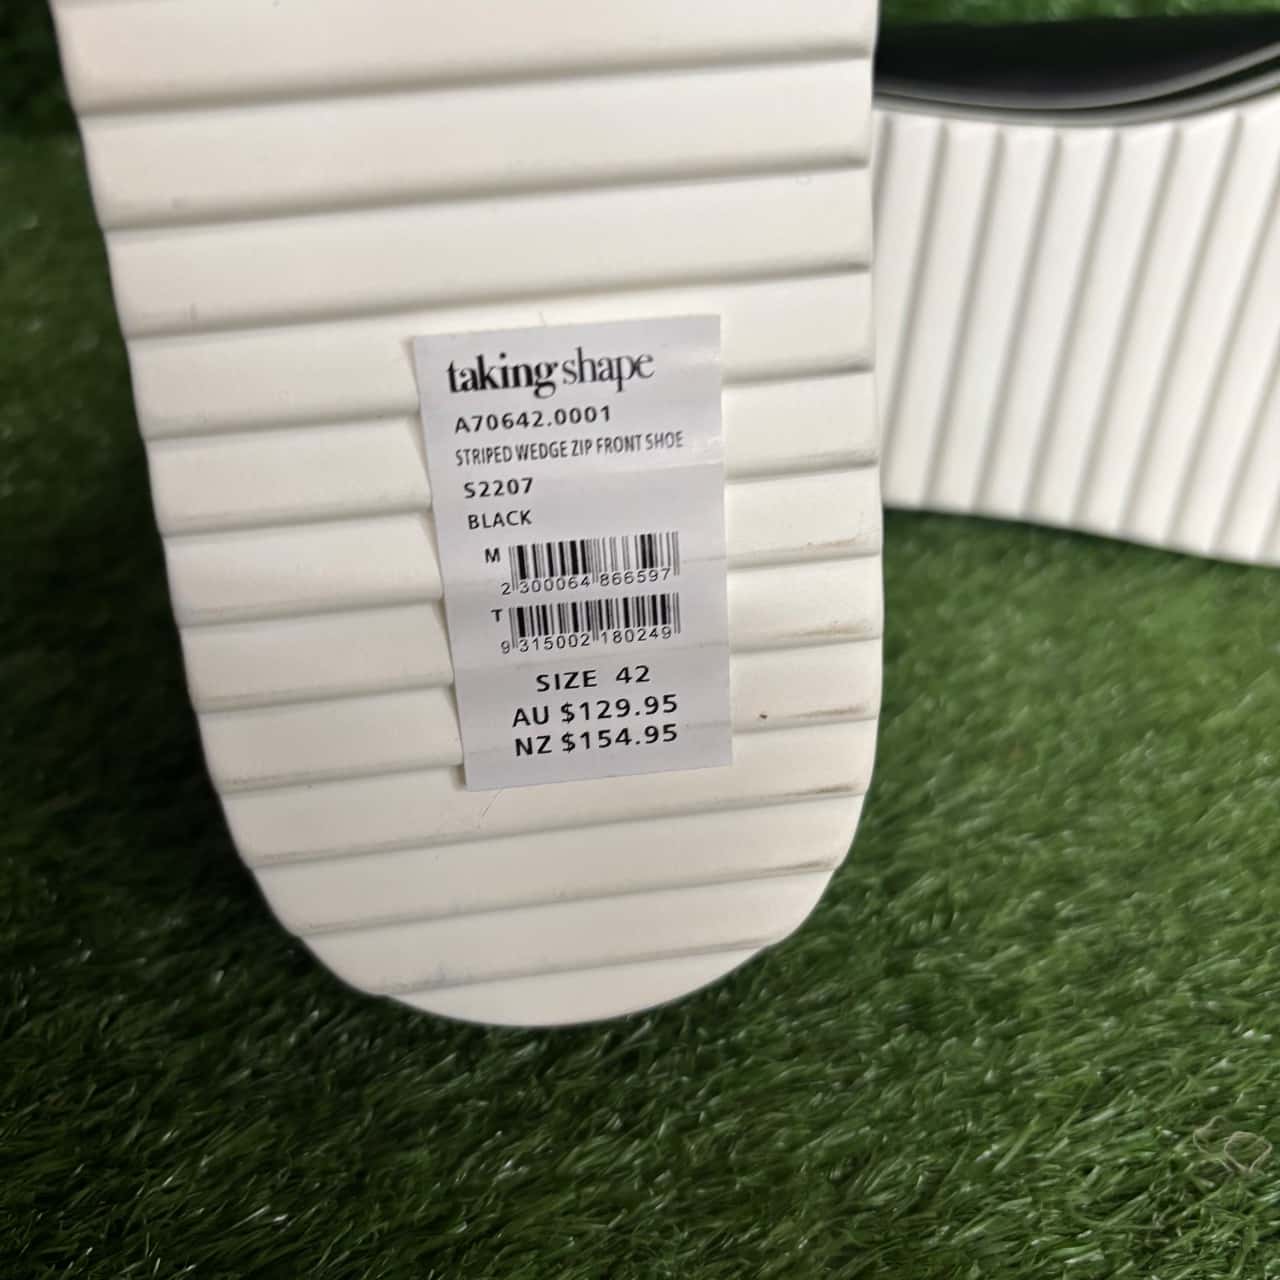 taking shape
A70642.0001
STRIPED WEDGE ZIP FRONT SHOE
S2207
BLACK
M
2 300064 866597
T
9 315002 180249
SIZE 42
AU $129.95
NZ $154.95